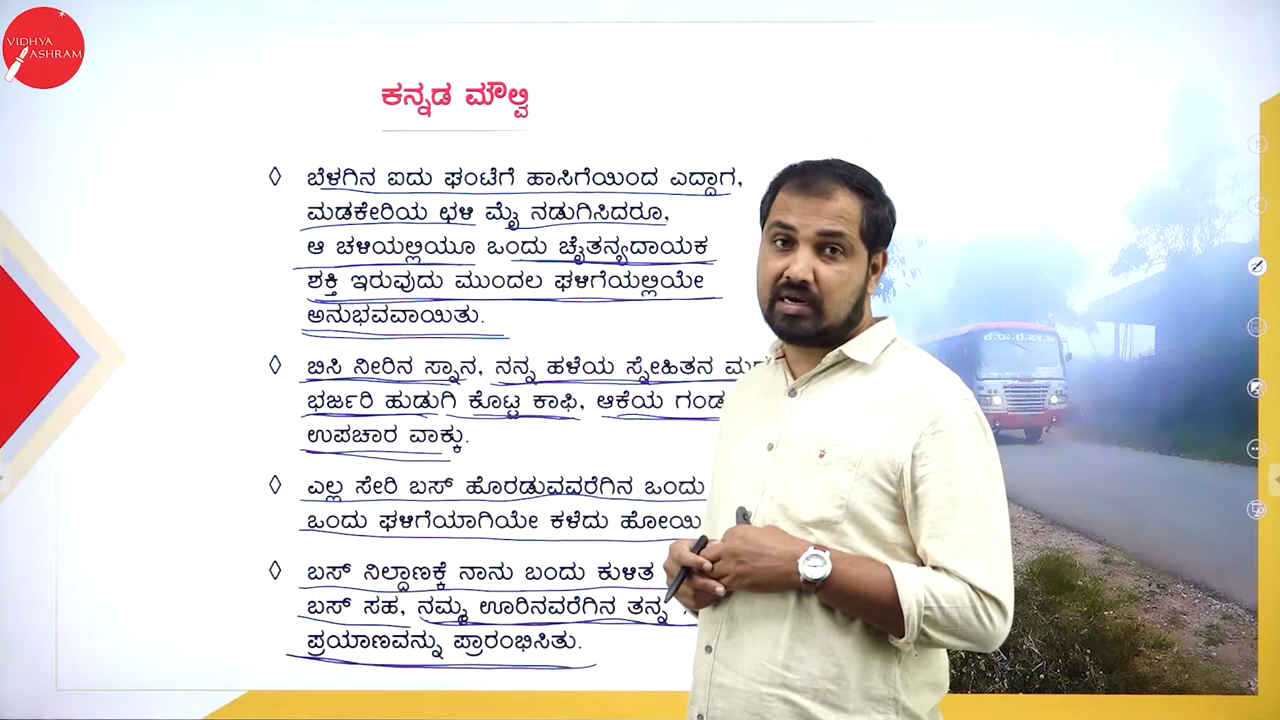 VIDHYA
ASHRAM
ಕನ್ನಡ ಮೌಲ್ವಿ
◊ ಬೆಳಗಿನ ಐದು ಘಂಟೆಗೆ ಹಾಸಿಗೆಯಿಂದ ಎದ್ದಾಗ,
ಮಡಕೇರಿಯ ಛಳಿ ಮೈ ನಡುಗಿಸಿದರೂ,
ಆ ಚಳಿಯಲ್ಲಿಯೂ ಒಂದು ಚೈತನ್ಯದಾಯಕ
ಶಕ್ತಿ ಇರುವುದು ಮುಂದಲ ಘಳಿಗೆಯಲ್ಲಿಯೇ
ಅನುಭವವಾಯಿತು.
◊ ಬಿಸಿ ನೀರಿನ ಸ್ನಾನ, ನನ್ನ ಹಳೆಯ ಸ್ನೇಹಿತನ
ಭರ್ಜರಿ ಹುಡುಗಿ ಕೊಟ್ಟ ಕಾಫಿ, ಆಕೆಯ ಗಂಡ
ಉಪಚಾರ ವಾಕ್ಕು.
◊ ಎಲ್ಲ ಸೇರಿ ಬಸ್ ಹೊರಡುವವರೆಗಿನ ಒಂದು
ಒಂದು ಘಳಿಗೆಯಾಗಿಯೇ ಕಳೆದು ಹೋಯಿ
◊ ಬಸ್ ನಿಲ್ದಾಣಕ್ಕೆ ನಾನು ಬಂದು ಕುಳಿತ
ಬಸ್ ಸಹ, ನಮ್ಮ ಊರಿನವರೆಗಿನ ತನ್ನ
ಪ್ರಯಾಣವನ್ನು ಪ್ರಾರಂಭಿಸಿತು.